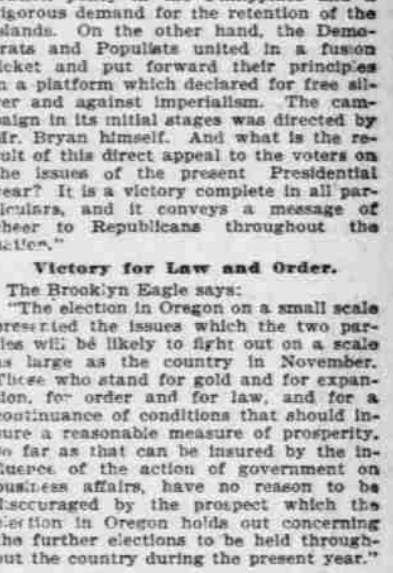 rigorous demand for the retention of the
slands. On the other hand, the Demo-
rats and Populists united in a fusion
icket and put forward their principles
n a platform which declared for free sil-
ver and against imperialism. The cam-
paign in its initial stages was directed by
Mr. Bryan himself. And what is the re-
sult of this direct appeal to the voters on
the issues of the present Presidential
year? It is a victory complete in all par-
ticulars, and it conveys a message of
cheer to Republicans throughout the
nation."
Victory for Law and Order.
The Brooklyn Eagle says:
"The election in Oregon on a small scale
presented the issues which the two par-
ties will be likely to fight out on a scale
as large as the country in November.
Those who stand for gold and for expan-
sion, for order and for law, and for a
continuance of conditions that should in-
sure a reasonable measure of prosperity,
so far as that can be insured by the in-
fluence of the action of government on
business affairs, have no reason to be
discouraged by the prospect which the
election in Oregon holds out concerning
the further elections to be held through-
out the country during the present year."